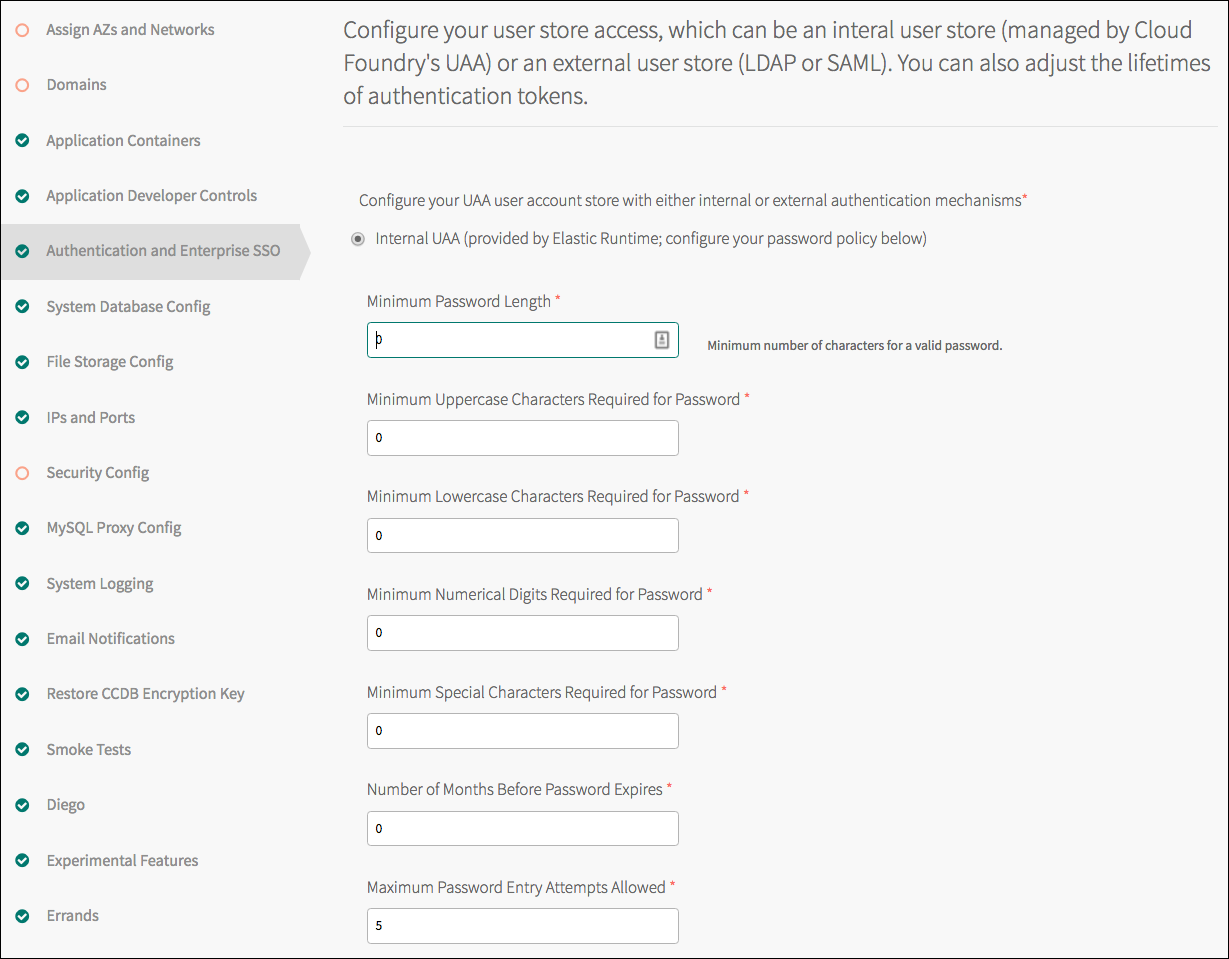 Assign AZs and Networks
Domains
Application Containers
Application Developer Controls
Authentication and Enterprise SSO
System Database Config
File Storage Config
IPs and Ports
Security Config
MySQL Proxy Config
System Logging
Email Notifications
Restore CCDB Encryption Key
Smoke Tests
Diego
Experimental Features
Errands
Configure your user store access, which can be an interal user store (managed by Cloud
Foundry's UAA) or an external user store (LDAP or SAML). You can also adjust the lifetimes
of authentication tokens.
Configure your UAA user account store with either internal or external authentication mechanisms*
Internal UAA (provided by Elastic Runtime; configure your password policy below)
Minimum Password Length *
0
Minimum number of characters for a valid password.
Minimum Uppercase Characters Required for Password *
0
Minimum Lowercase Characters Required for Password *
0
Minimum Numerical Digits Required for Password *
0
Minimum Special Characters Required for Password *
0
Number of Months Before Password Expires *
0
Maximum Password Entry Attempts Allowed *
5